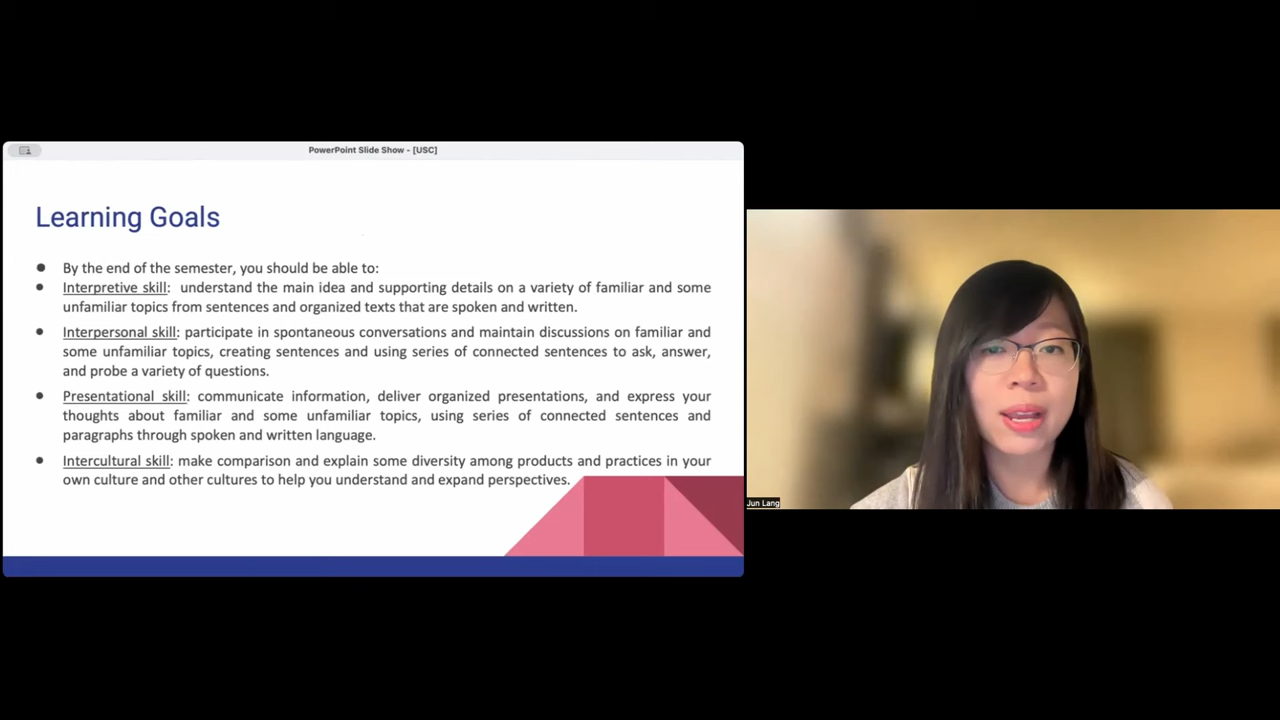 PowerPoint Slide Show - [USC]
Learning Goals
● By the end of the semester, you should be able to:
● Interpretive skill: understand the main idea and supporting details on a variety of familiar and some
unfamiliar topics from sentences and organized texts that are spoken and written.
● Interpersonal skill: participate in spontaneous conversations and maintain discussions on familiar and
some unfamiliar topics, creating sentences and using series of connected sentences to ask, answer,
and probe a variety of questions.
● Presentational skill: communicate information, deliver organized presentations, and express your
thoughts about familiar and some unfamiliar topics, using series of connected sentences and
paragraphs through spoken and written language.
● Intercultural skill: make comparison and explain some diversity among products and practices in your
own culture and other cultures to help you understand and expand perspectives.
Jun Lang